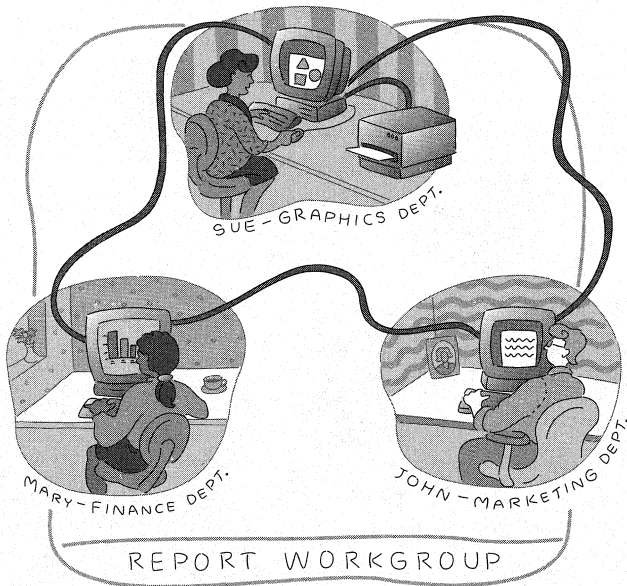 SUE-GRAPHICS DEPT.
MARY-FINANCE DEPT.
JOHN-MARKETING DEPT.
REPORT WORKGROUP